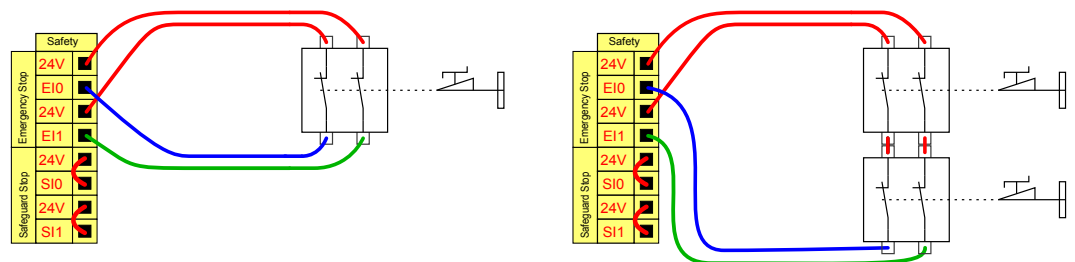 Safety
Emergency Stop
24V
EI0
24V
EI1
Safeguard Stop
24V
SI0
24V
SI1
Safety
Emergency Stop
24V
EI0
24V
EI1
Safeguard Stop
24V
SI0
24V
SI1